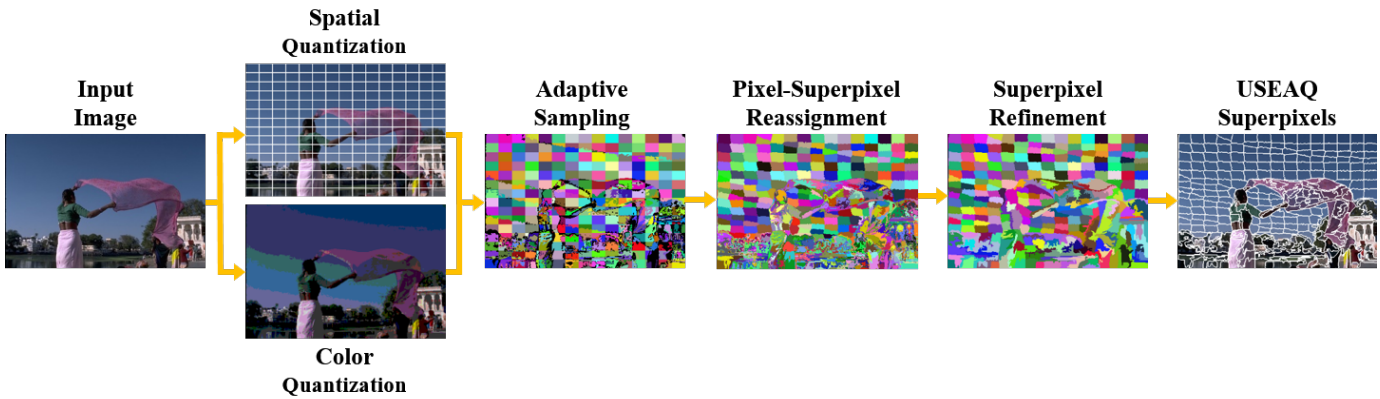 Input
Image
Spatial
Quantization
Color
Quantization
Adaptive
Sampling
Pixel-Superpixel
Reassignment
Superpixel
Refinement
USEAQ
Superpixels